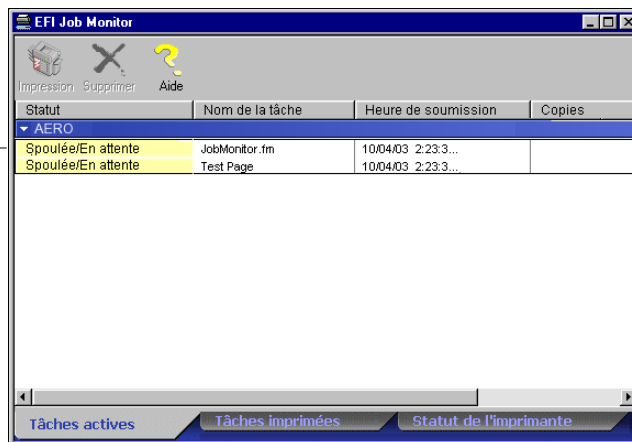 EFI Job Monitor
Impression Supprimer Aide
Statut Nom de la tâche Heure de soumission Copies
AERO
Spoulée/En attente JobMonitor.fm 10/04/03 2:23:3...
Spoulée/En attente Test Page 10/04/03 2:23:3...
Tâches actives Tâches imprimées Statut de l'imprimante